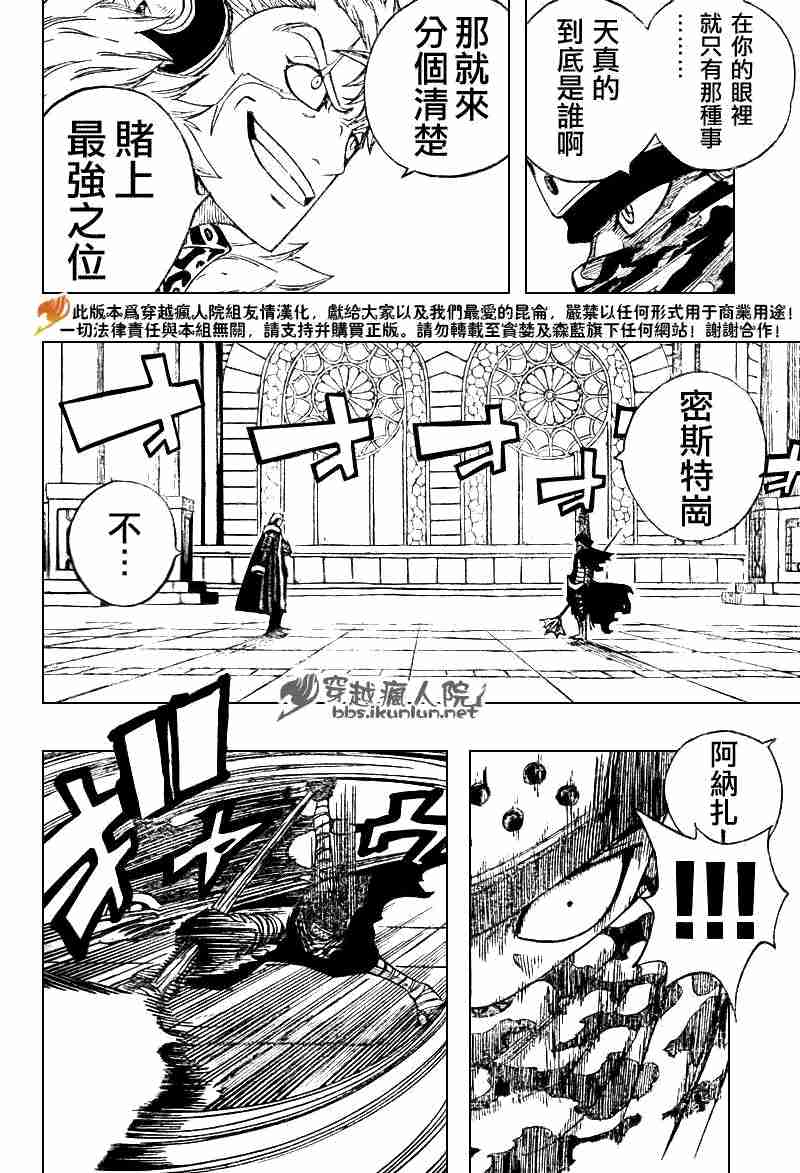 在你的眼裡
就只有那種事
………
天真的
到底是誰啊
那就來
分個清楚
賭上
最強之位
此版本爲穿越瘋人院組友情漢化，獻給大家以及我們最愛的昆侖，嚴禁以任何形式用于商業用途！
一切法律責任與本組無關，請支持并購買正版。請勿轉載至貪婪及森藍旗下任何網站！謝謝合作！
密斯特崗
オオオオ
不…
穿越瘋人院
bbs.ikunlun.net
阿納扎ー
!!!